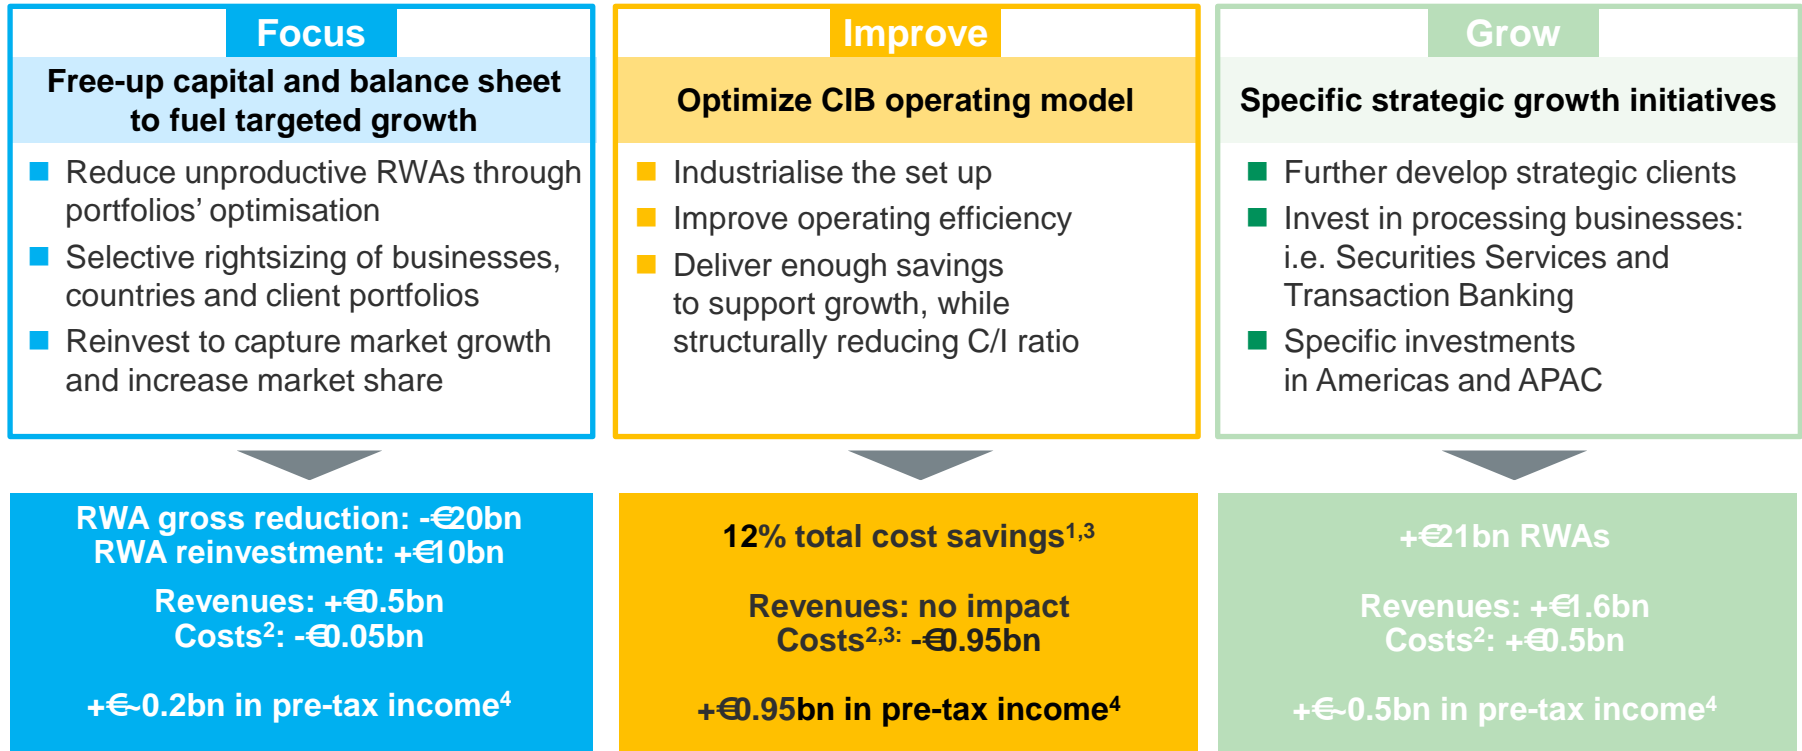 Focus
Free-up capital and balance sheet
to fuel targeted growth
Reduce unproductive RWAs through
portfolios’ optimisation
Selective rightsizing of businesses,
countries and client portfolios
Reinvest to capture market growth
and increase market share
RWA gross reduction: -€20bn
RWA reinvestment: +€10bn
Revenues: +€0.5bn
Costs²: -€0.05bn
+€~0.2bn in pre-tax income⁴
Improve
Optimize CIB operating model
Industrialise the set up
Improve operating efficiency
Deliver enough savings
to support growth, while
structurally reducing C/I ratio
12% total cost savings¹,³
Revenues: no impact
Costs²,³: -€0.95bn
+€0.95bn in pre-tax income⁴
Grow
Specific strategic growth initiatives
Further develop strategic clients
Invest in processing businesses:
i.e. Securities Services and
Transaction Banking
Specific investments
in Americas and APAC
+€21bn RWAs
Revenues: +€1.6bn
Costs²: +€0.5bn
+€~0.5bn in pre-tax income⁴